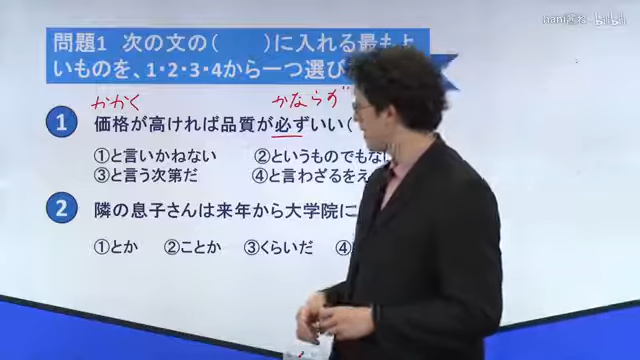 bilibili
問題1 次の文の( )に入れる最もよ
いものを、1・2・3・4から一つ選び
かかく かならず
1 価格が高ければ品質が必ずいい(
①と言いかねない ②というものでもな
③と言う次第だ ④と言わざるをえ
2 隣の息子さんは来年から大学院に
①とか ②ことか ③くらいだ ④